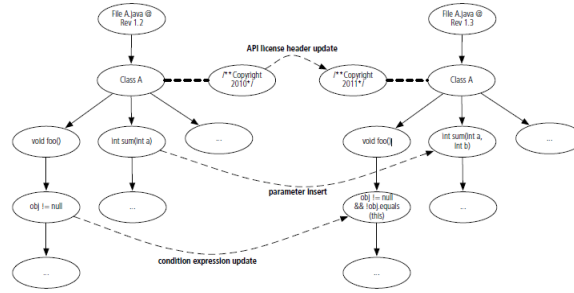 File A.java @
Rev 1.2
File A.java @
Rev 1.3
API license header update
Class A
/**Copyright
2010*/
/**Copyright
2011*/
Class A
void foo()
int sum(int a)
...
void foo()
int sum(int a,
int b)
...
parameter insert
obj != null
...
obj != null
&& !obj.equals
(this)
...
condition expression update
...
...